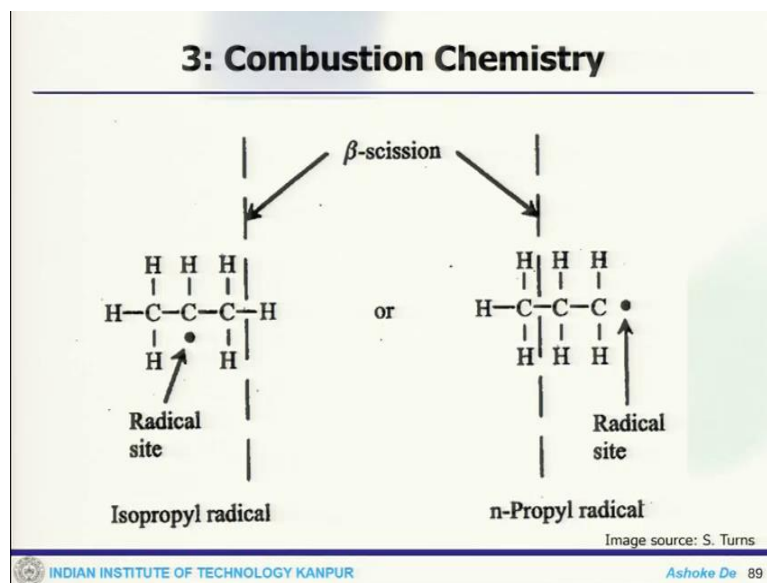 3: Combustion Chemistry
β-scission
H H H
H—C—C—C—H
H H
or
H H H
H—C—C—C
H H H
Radical
site
Radical
site
Isopropyl radical
n-Propyl radical
Image source: S. Turns
INDIAN INSTITUTE OF TECHNOLOGY KANPUR
Ashoke De 89